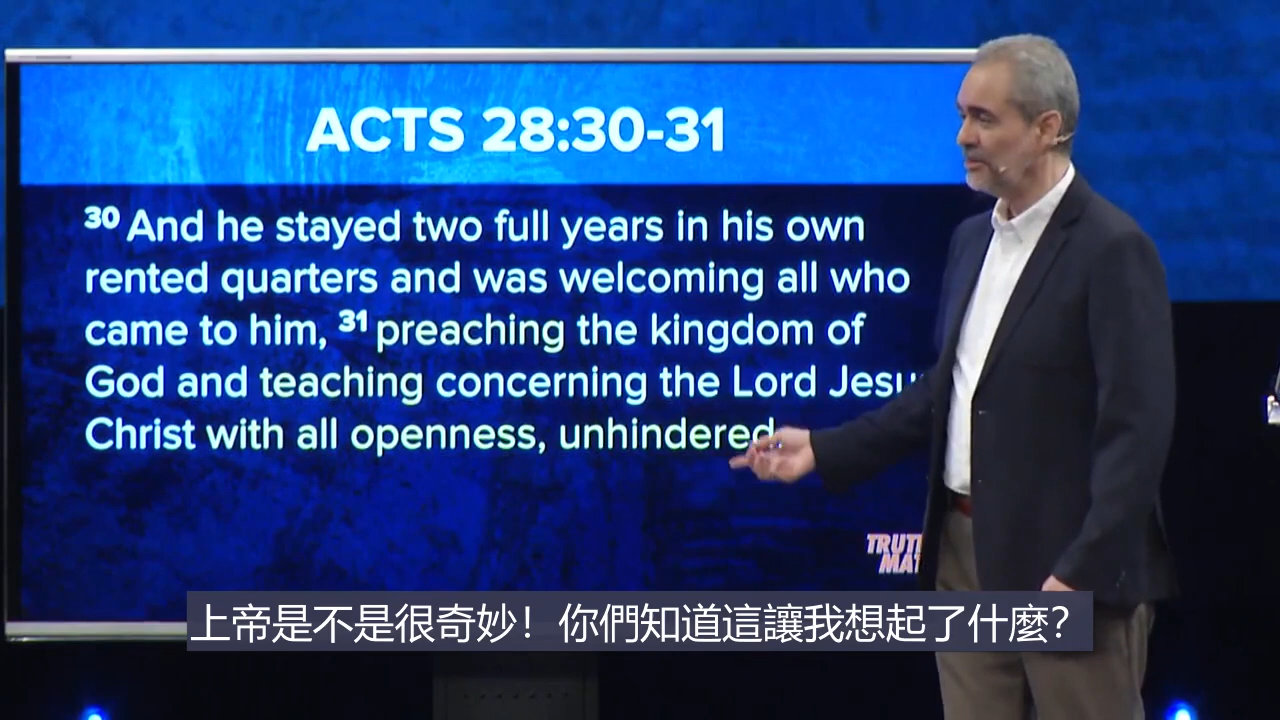 ACTS 28:30-31
30 And he stayed two full years in his own
rented quarters and was welcoming all who
came to him, 31 preaching the kingdom of
God and teaching concerning the Lord
Christ with all openness, unhindered
上帝是不是很奇妙！你們知道這讓我想起了什麼？